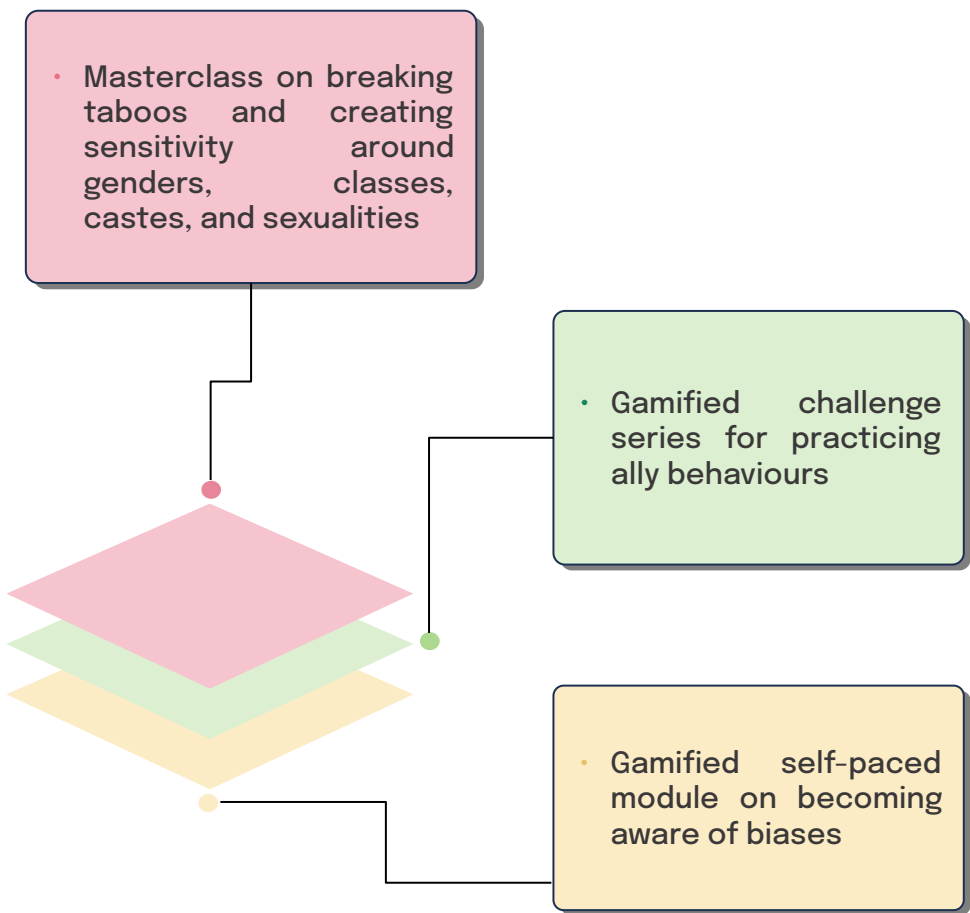 • Masterclass on breaking
taboos and creating
sensitivity around
genders, classes,
castes, and sexualities
• Gamified challenge
series for practicing
ally behaviours
• Gamified self-paced
module on becoming
aware of biases